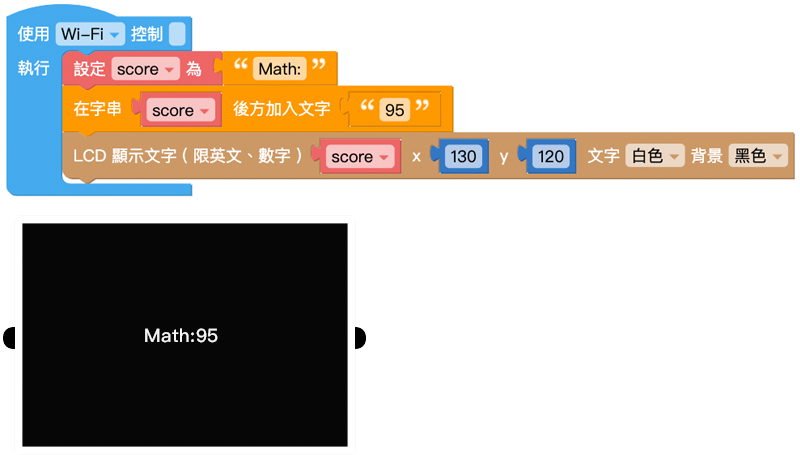 使用 Wi-Fi 控制
執行 設定 score 為 “ Math: ”
在字串 score 後方加入文字 “ 95 ”
LCD 顯示文字 ( 限英文、數字 ) score x 130 y 120 文字 白色 背景 黑色
Math:95